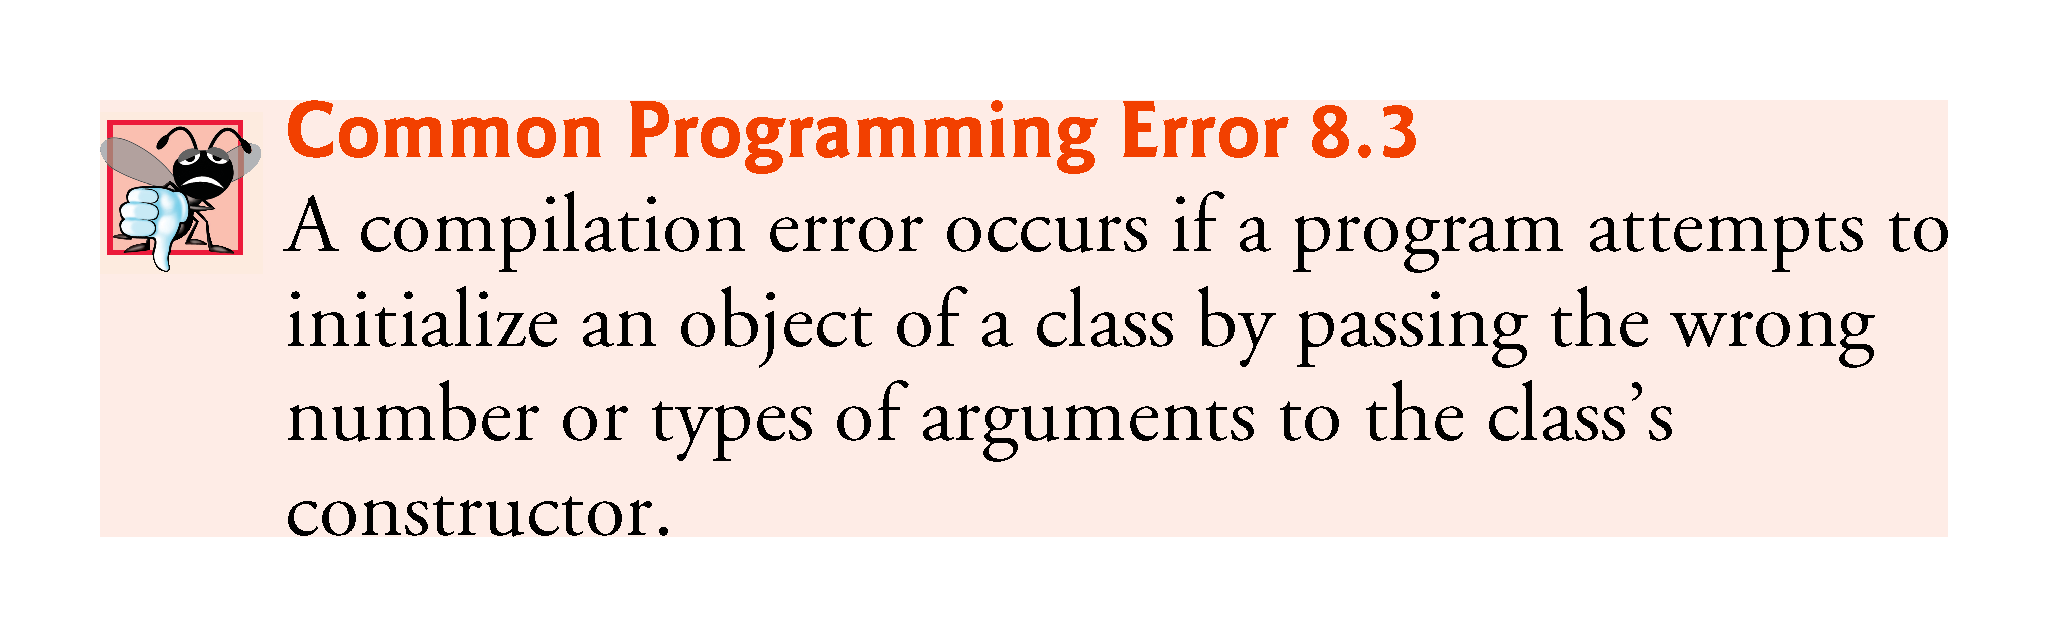 Common Programming Error 8.3
A compilation error occurs if a program attempts to
initialize an object of a class by passing the wrong
number or types of arguments to the class’s
constructor.